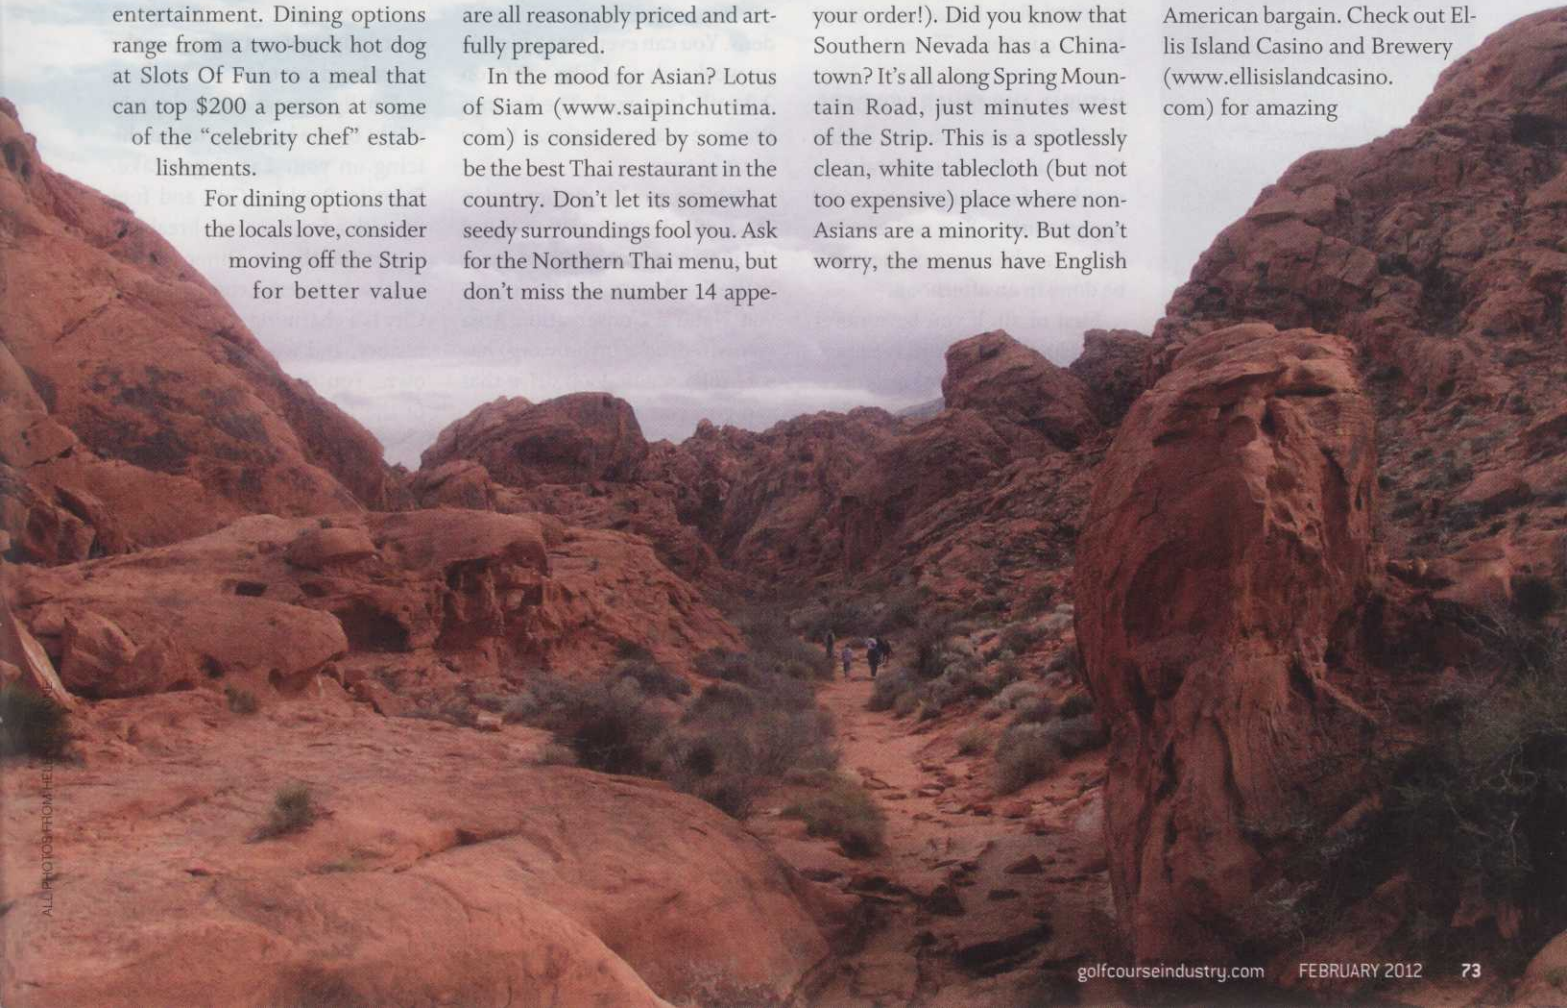 entertainment. Dining options
range from a two-buck hot dog
at Slots Of Fun to a meal that
can top $200 a person at some
of the “celebrity chef” estab-
lishments.
For dining options that
the locals love, consider
moving off the Strip
for better value
are all reasonably priced and art-
fully prepared.
In the mood for Asian? Lotus
of Siam (www.saipinchutima.
com) is considered by some to
be the best Thai restaurant in the
country. Don’t let its somewhat
seedy surroundings fool you. Ask
for the Northern Thai menu, but
don’t miss the number 14 appe-
your order!). Did you know that
Southern Nevada has a China-
town? It’s all along Spring Moun-
tain Road, just minutes west
of the Strip. This is a spotlessly
clean, white tablecloth (but not
too expensive) place where non-
Asians are a minority. But don’t
worry, the menus have English
American bargain. Check out El-
lis Island Casino and Brewery
(www.ellisislandcasino.
com) for amazing
ALL PHOTOS FROM
golfcourseindustry.com FEBRUARY 2012 73